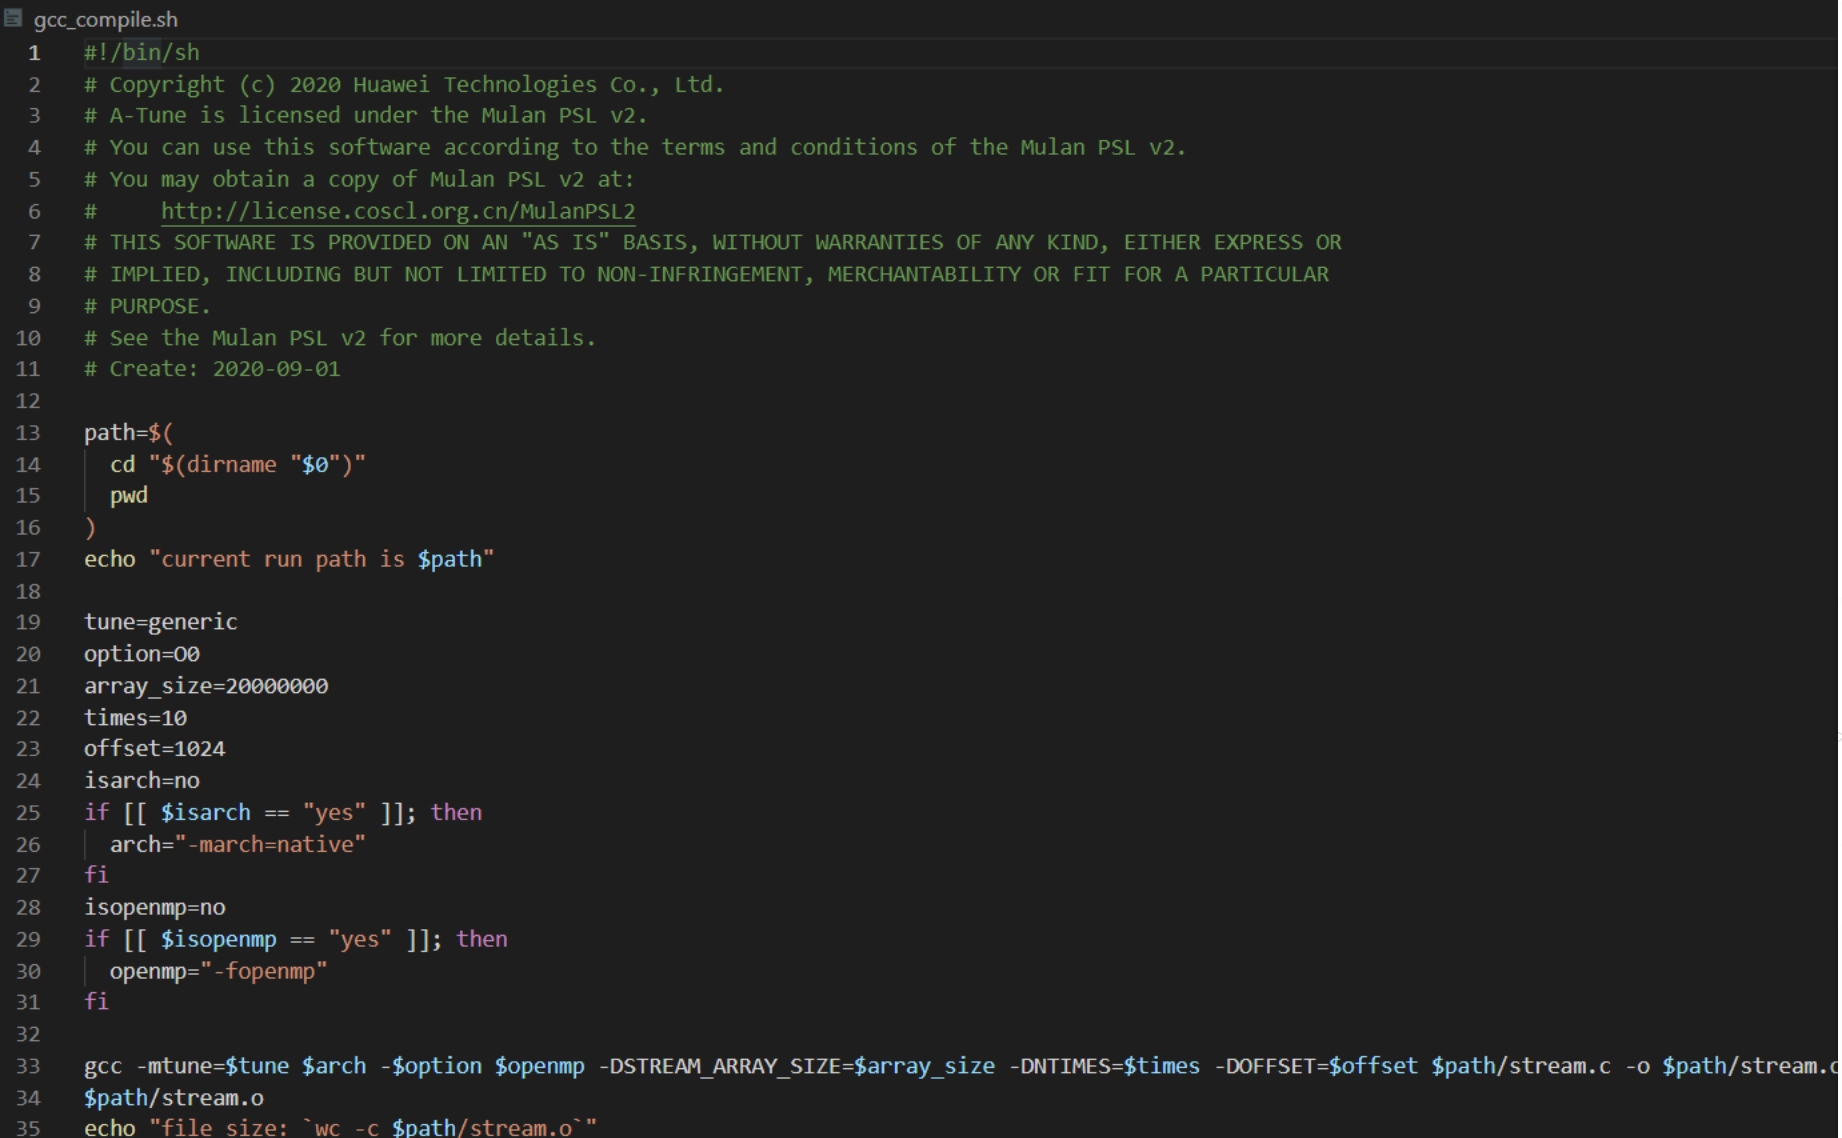 gcc_compile.sh
1 #!/bin/sh
2 # Copyright (c) 2020 Huawei Technologies Co., Ltd.
3 # A-Tune is licensed under the Mulan PSL v2.
4 # You can use this software according to the terms and conditions of the Mulan PSL v2.
5 # You may obtain a copy of Mulan PSL v2 at:
6 #     http://license.coscl.org.cn/MulanPSL2
7 # THIS SOFTWARE IS PROVIDED ON AN "AS IS" BASIS, WITHOUT WARRANTIES OF ANY KIND, EITHER EXPRESS OR
8 # IMPLIED, INCLUDING BUT NOT LIMITED TO NON-INFRINGEMENT, MERCHANTABILITY OR FIT FOR A PARTICULAR
9 # PURPOSE.
10 # See the Mulan PSL v2 for more details.
11 # Create: 2020-09-01
12
13 path=$(
14   cd "$(dirname "$0")"
15   pwd
16 )
17 echo "current run path is $path"
18
19 tune=generic
20 option=O0
21 array_size=20000000
22 times=10
23 offset=1024
24 isarch=no
25 if [[ $isarch == "yes" ]]; then
26   arch="-march=native"
27 fi
28 isopenmp=no
29 if [[ $isopenmp == "yes" ]]; then
30   openmp="-fopenmp"
31 fi
32
33 gcc -mtune=$tune $arch -$option $openmp -DSTREAM_ARRAY_SIZE=$array_size -DNTIMES=$times -DOFFSET=$offset $path/stream.c -o $path/stream.o
34 $path/stream.o
35 echo "file size: `wc -c $path/stream.o`"